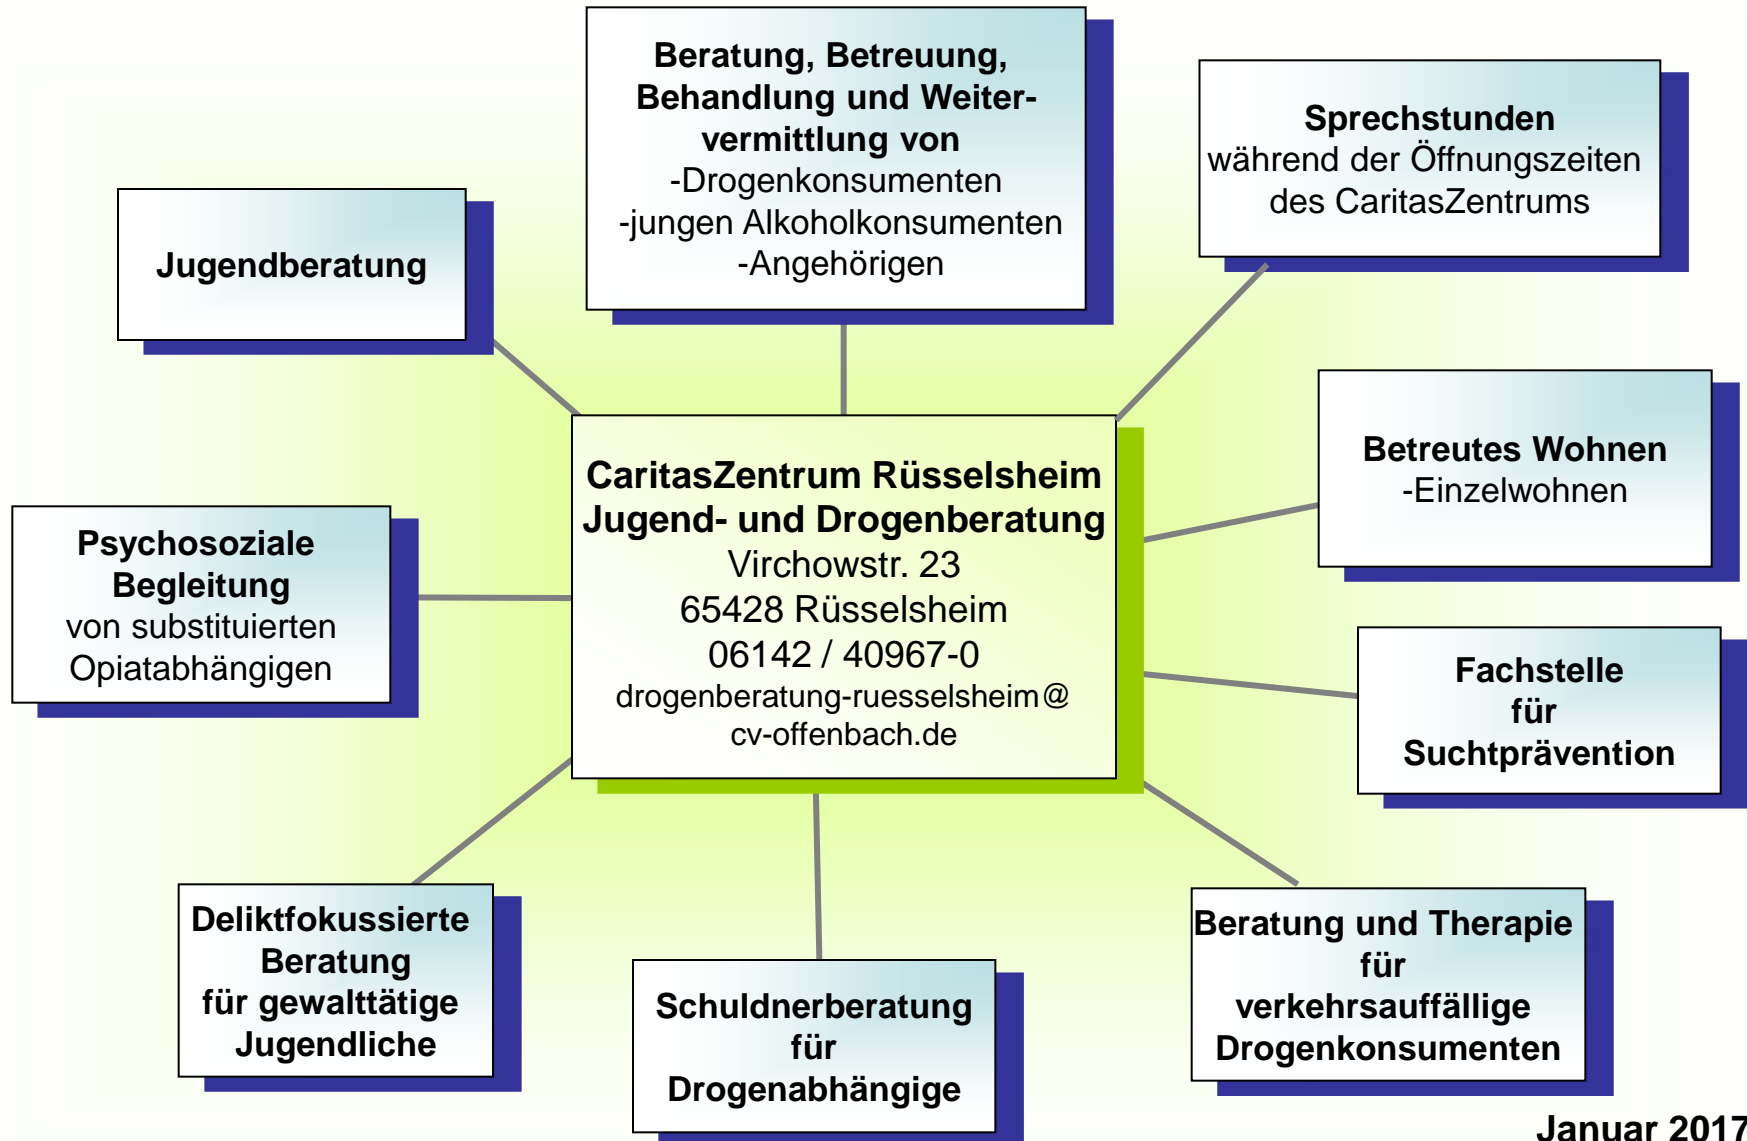 Beratung, Betreuung,
Behandlung und Weiter-
vermittlung von
-Drogenkonsumenten
-jungen Alkoholkonsumenten
-Angehörigen
Sprechstunden
während der Öffnungszeiten
des CaritasZentrums
Jugendberatung
Betreutes Wohnen
-Einzelwohnen
CaritasZentrum Rüsselsheim
Jugend- und Drogenberatung
Virchowstr. 23
65428 Rüsselsheim
06142 / 40967-0
drogenberatung-ruesselsheim@
cv-offenbach.de
Psychosoziale
Begleitung
von substituierten
Opiatabhängigen
Fachstelle
für
Suchtprävention
Deliktfokussierte
Beratung
für gewalttätige
Jugendliche
Schuldnerberatung
für
Drogenabhängige
Beratung und Therapie
für
verkehrsauffällige
Drogenkonsumenten
Januar 2017